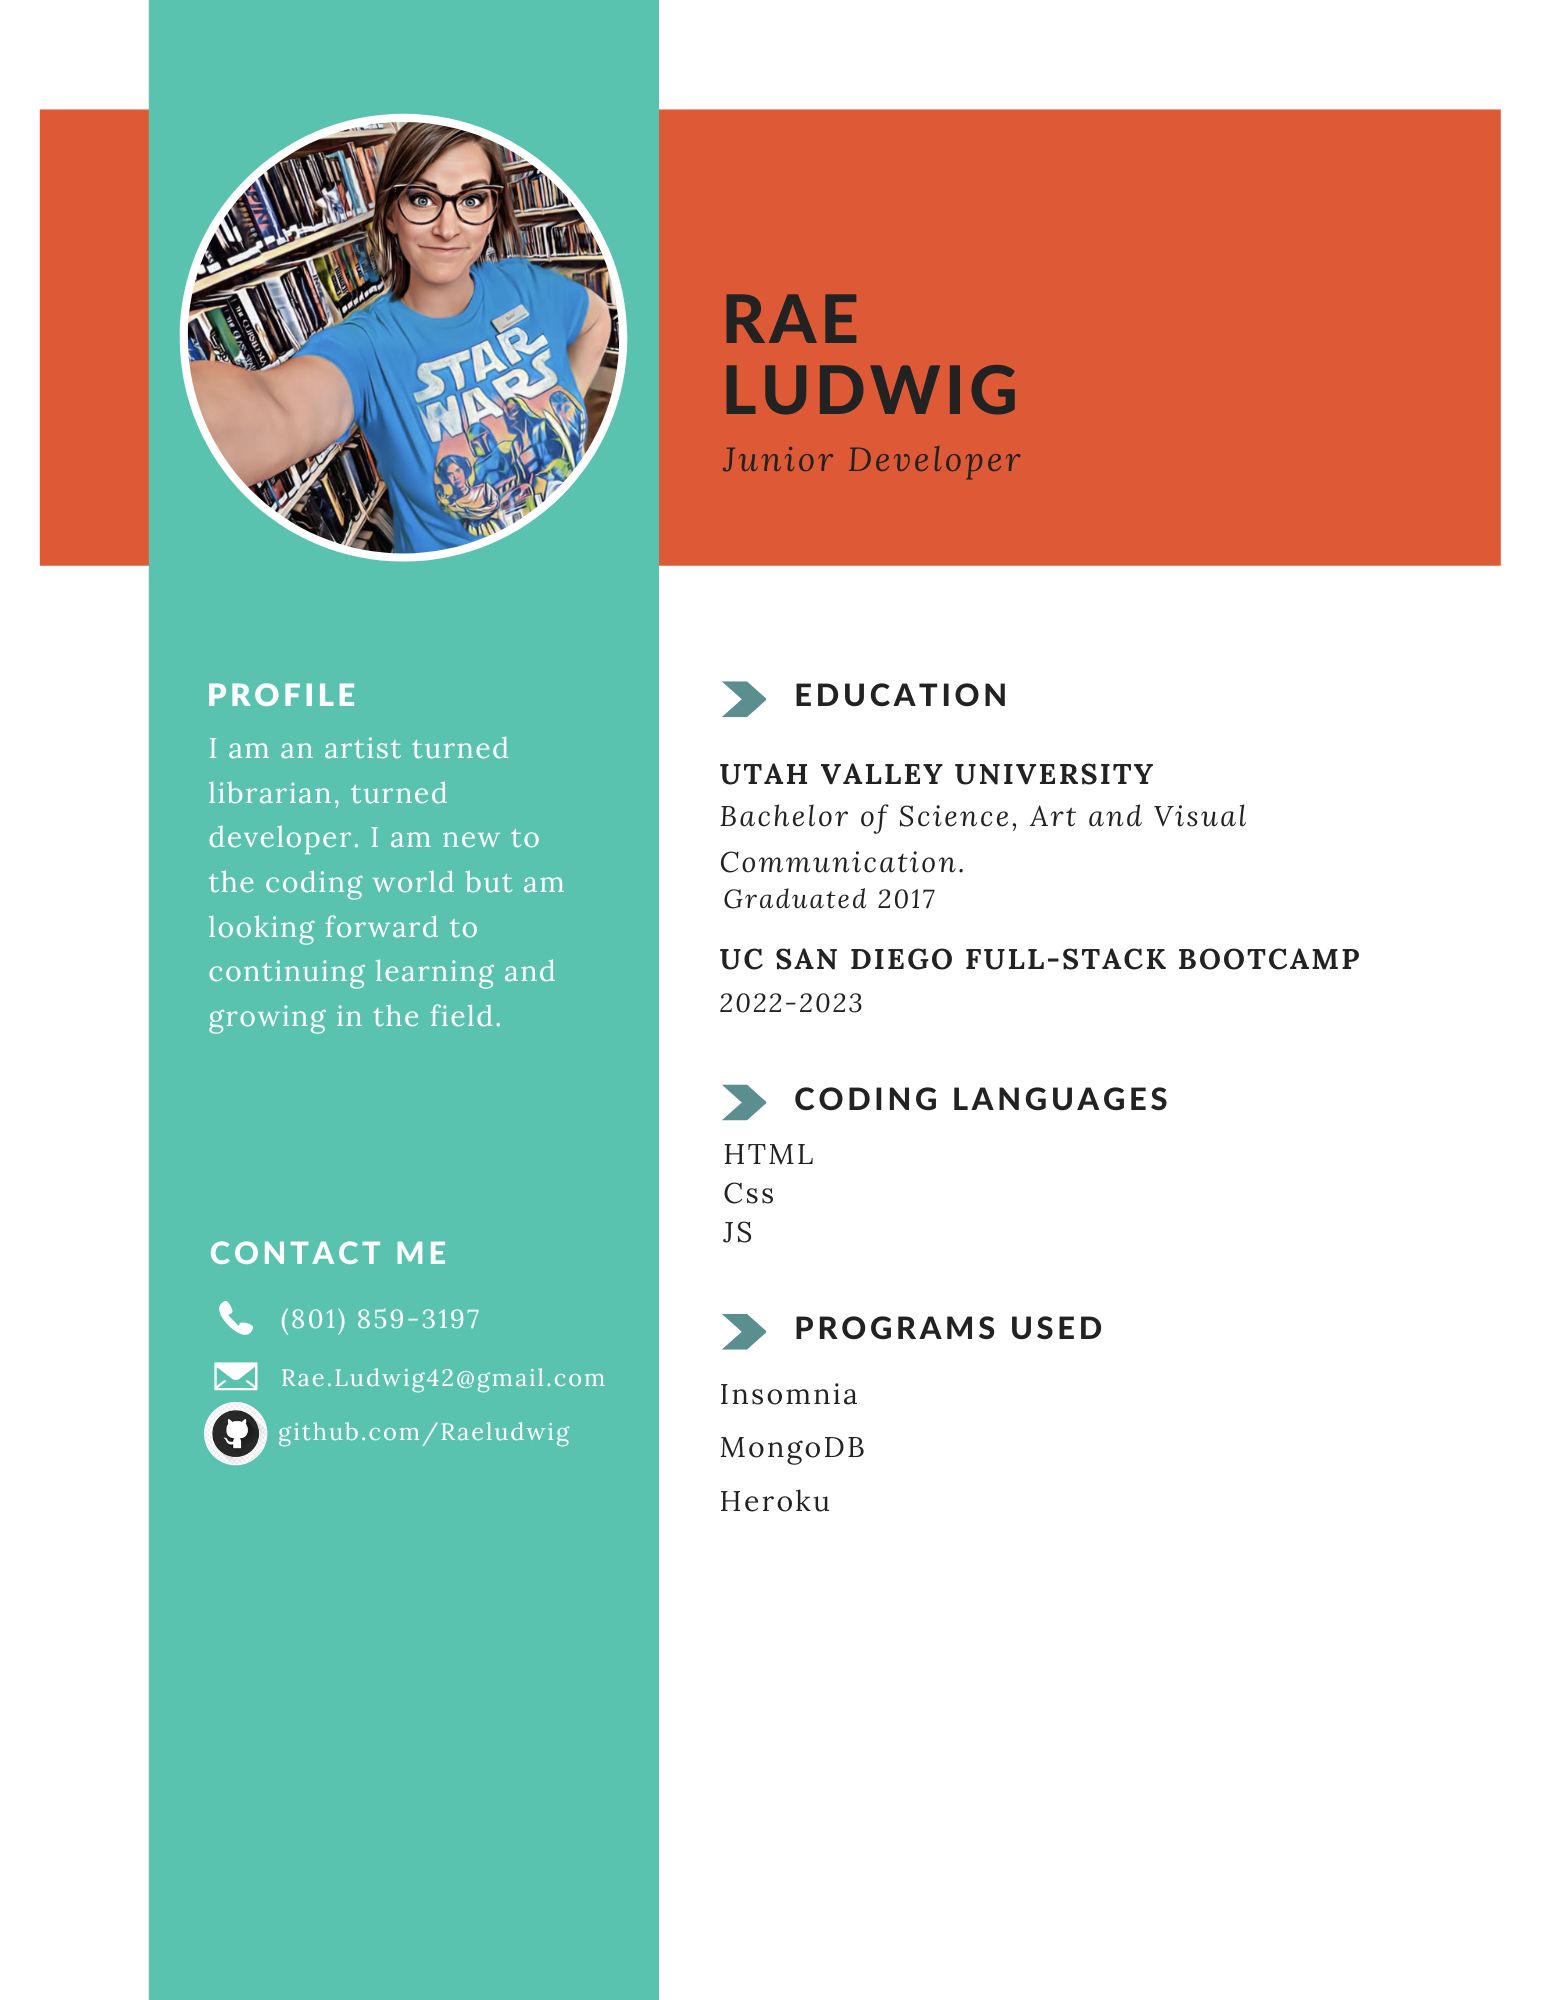 RAE
LUDWIG
Junior Developer
STAR
WARS
PROFILE
I am an artist turned
librarian, turned
developer. I am new to
the coding world but am
looking forward to
continuing learning and
growing in the field.
CONTACT ME
(801) 859-3197
Rae.Ludwig42@gmail.com
github.com/Raeludwig
EDUCATION
UTAH VALLEY UNIVERSITY
Bachelor of Science, Art and Visual
Communication.
Graduated 2017
UC SAN DIEGO FULL-STACK BOOTCAMP
2022-2023
CODING LANGUAGES
HTML
Css
JS
PROGRAMS USED
Insomnia
MongoDB
Heroku